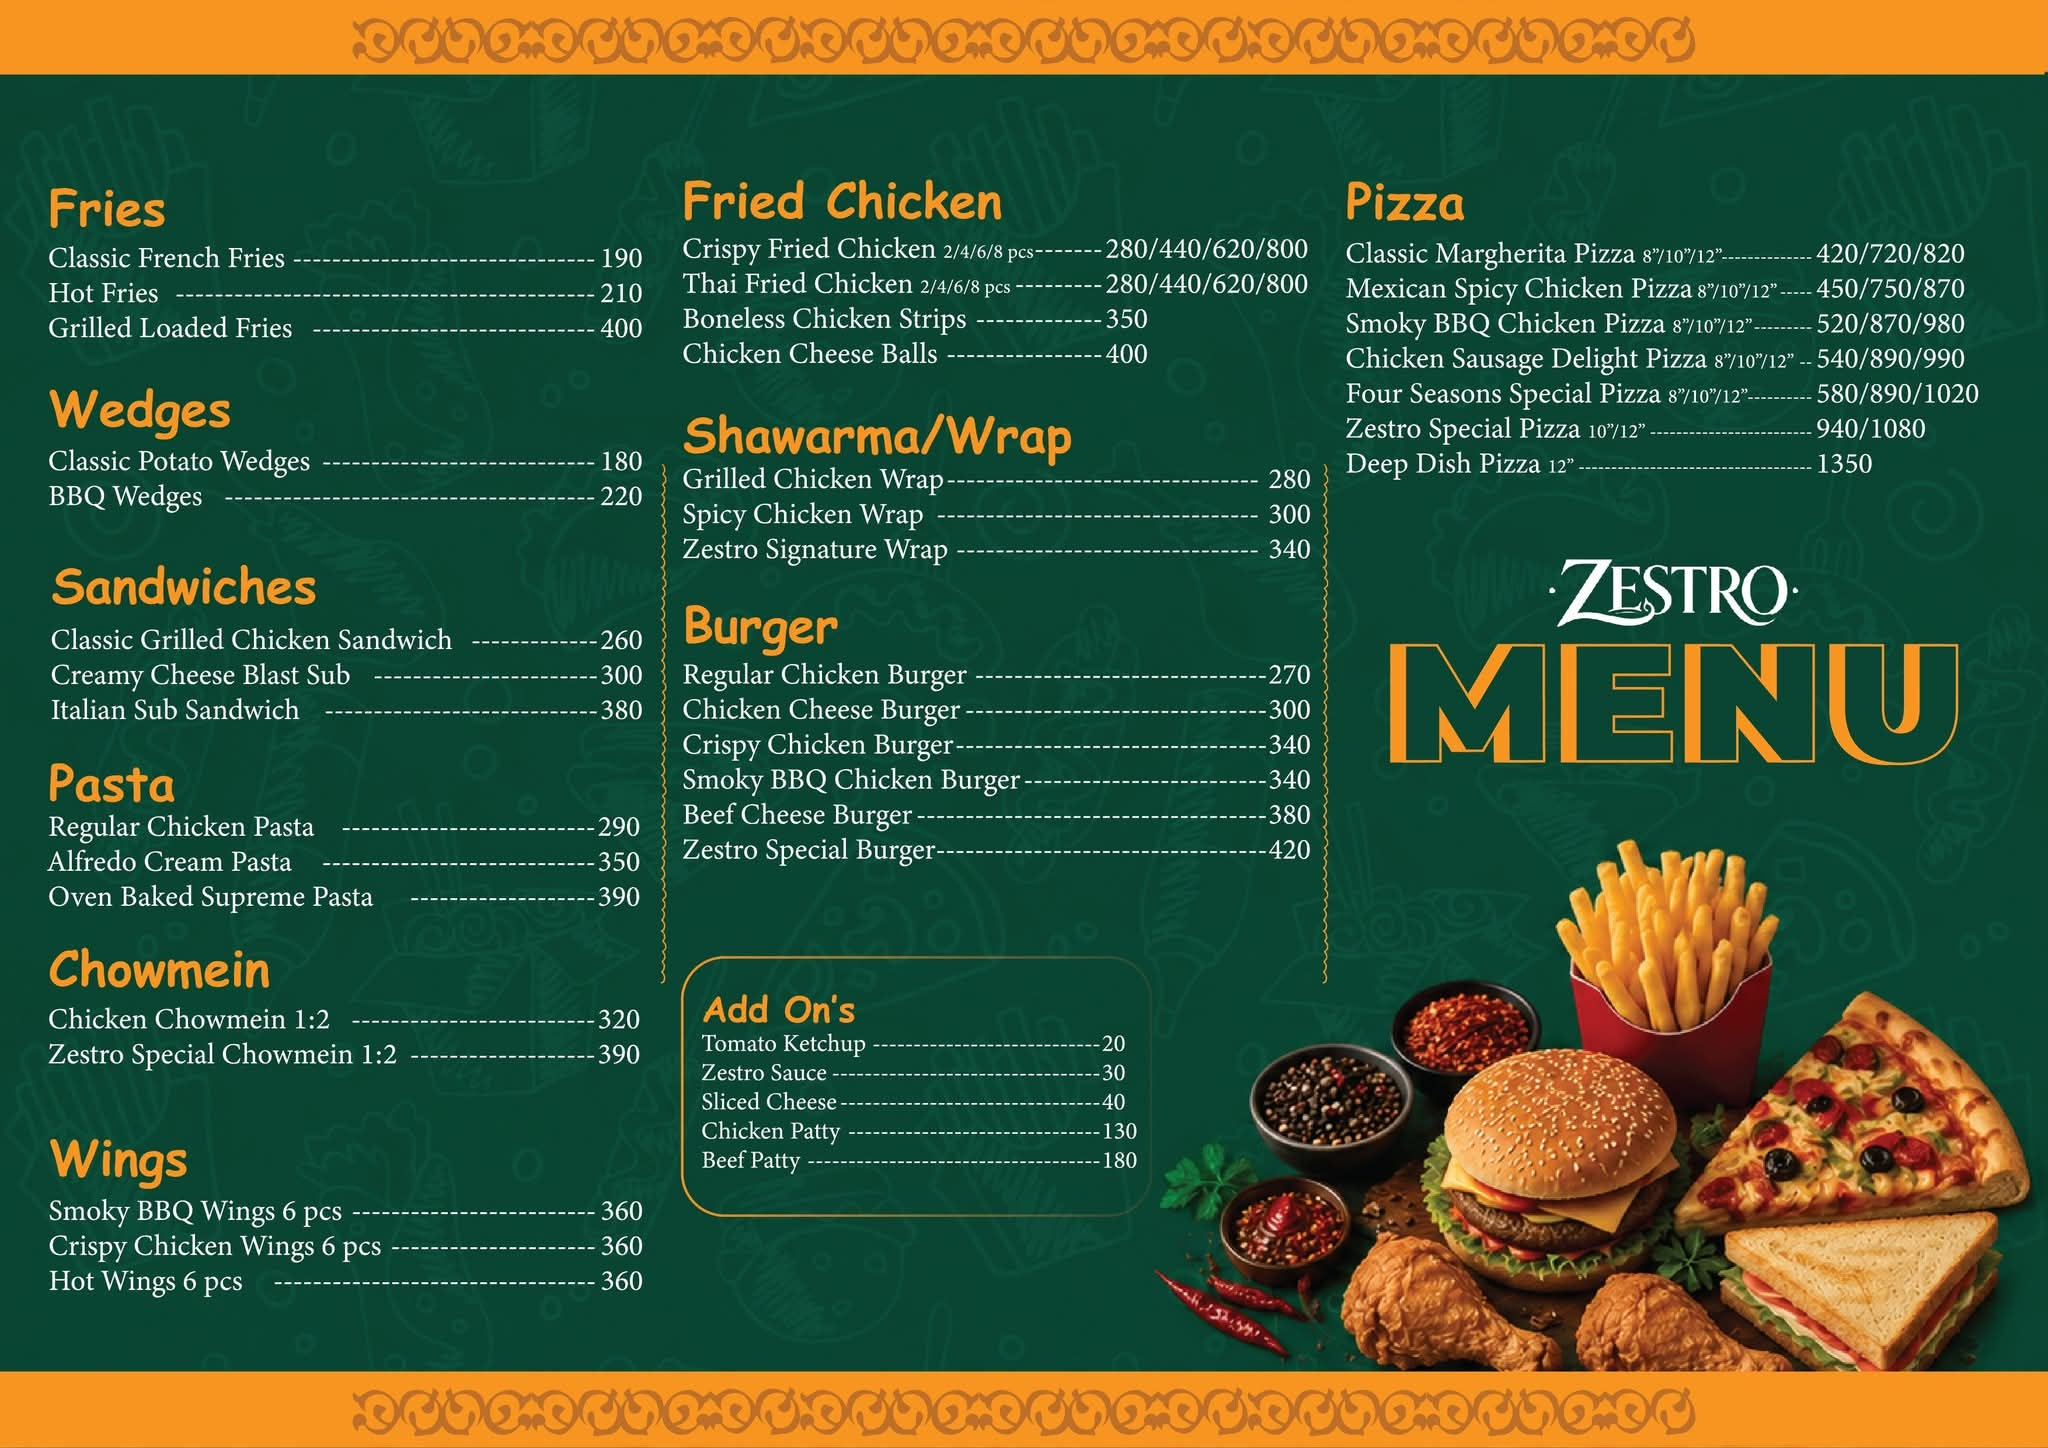 Fries
Classic French Fries ------------------------------- 190
Hot Fries ------------------------------------------- 210
Grilled Loaded Fries ----------------------------- 400
Wedges
Classic Potato Wedges ---------------------------- 180
BBQ Wedges -------------------------------------- 220
Sandwiches
Classic Grilled Chicken Sandwich -------------260
Creamy Cheese Blast Sub -----------------------300
Italian Sub Sandwich ----------------------------380
Pasta
Regular Chicken Pasta --------------------------290
Alfredo Cream Pasta ----------------------------350
Oven Baked Supreme Pasta -------------------390
Chowmein
Chicken Chowmein 1:2 -------------------------320
Zestro Special Chowmein 1:2 -------------------390
Wings
Smoky BBQ Wings 6 pcs ------------------------- 360
Crispy Chicken Wings 6 pcs --------------------- 360
Hot Wings 6 pcs --------------------------------- 360
Fried Chicken
Crispy Fried Chicken 2/4/6/8 pcs-------280/440/620/800
Thai Fried Chicken 2/4/6/8 pcs ---------280/440/620/800
Boneless Chicken Strips -------------350
Chicken Cheese Balls ----------------400
Shawarma/Wrap
Grilled Chicken Wrap-------------------------------- 280
Spicy Chicken Wrap --------------------------------- 300
Zestro Signature Wrap ------------------------------- 340
Burger
Regular Chicken Burger ------------------------------270
Chicken Cheese Burger -------------------------------300
Crispy Chicken Burger--------------------------------340
Smoky BBQ Chicken Burger-------------------------340
Beef Cheese Burger------------------------------------380
Zestro Special Burger----------------------------------420
Add On's
Tomato Ketchup -----------------------------20
Zestro Sauce ----------------------------------30
Sliced Cheese---------------------------------40
Chicken Patty --------------------------------130
Beef Patty -------------------------------------180
Pizza
Classic Margherita Pizza 8”/10”/12”-------------- 420/720/820
Mexican Spicy Chicken Pizza 8”/10”/12”----- 450/750/870
Smoky BBQ Chicken Pizza 8”/10”/12”--------- 520/870/980
Chicken Sausage Delight Pizza 8”/10”/12” -- 540/890/990
Four Seasons Special Pizza 8”/10”/12”---------- 580/890/1020
Zestro Special Pizza 10”/12” ------------------------- 940/1080
Deep Dish Pizza 12” ------------------------------------ 1350
·ZESTRO·
MENU